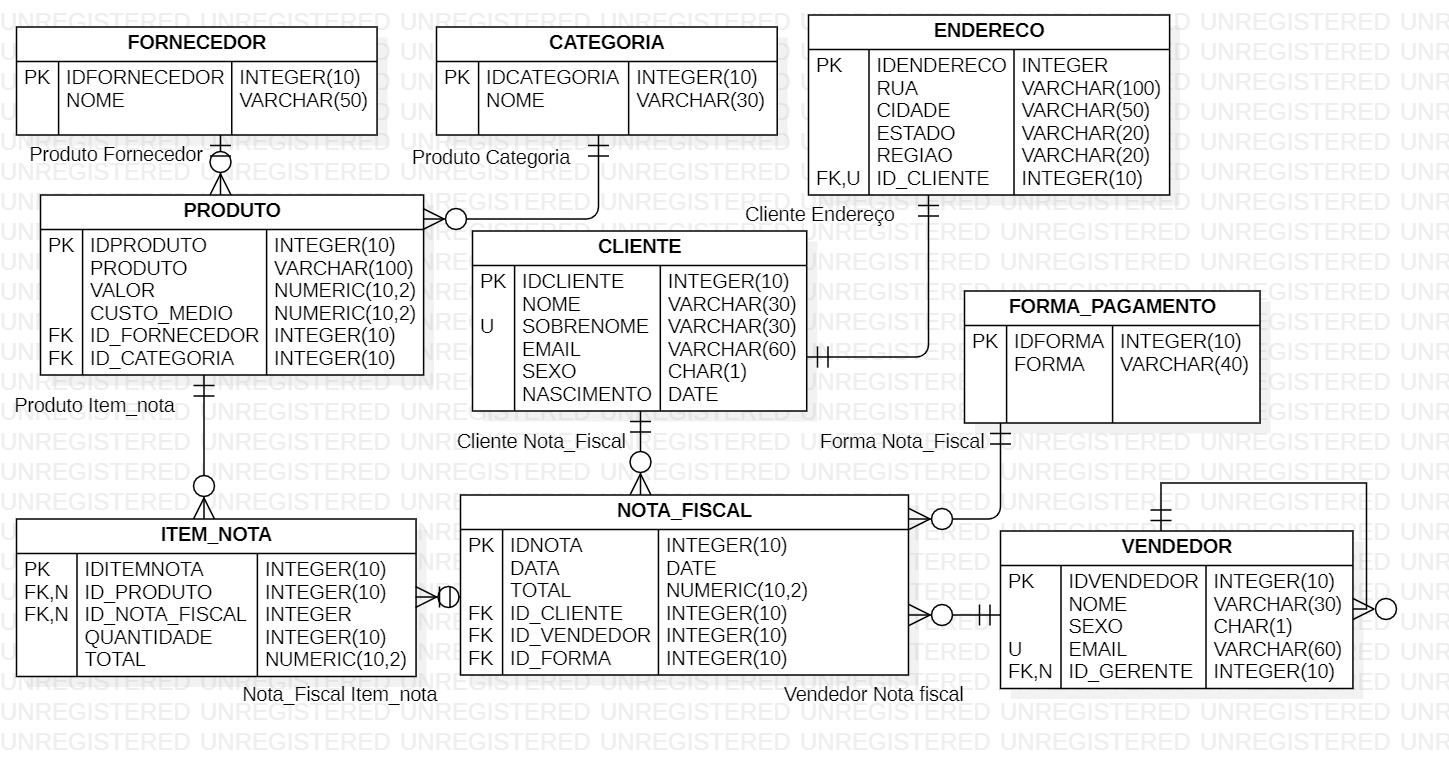 FORNECEDOR
PK IDFORNECEDOR INTEGER(10)
NOME VARCHAR(50)
CATEGORIA
PK IDCATEGORIA INTEGER(10)
NOME VARCHAR(30)
ENDERECO
PK IDENDERECO INTEGER
RUA VARCHAR(100)
CIDADE VARCHAR(50)
ESTADO VARCHAR(20)
REGIAO VARCHAR(20)
FK,U ID_CLIENTE INTEGER(10)
Produto Fornecedor
Produto Categoria
Cliente Endereço
PRODUTO
PK IDPRODUTO INTEGER(10)
PRODUTO VARCHAR(100)
VALOR NUMERIC(10,2)
CUSTO_MEDIO NUMERIC(10,2)
FK ID_FORNECEDOR INTEGER(10)
FK ID_CATEGORIA INTEGER(10)
CLIENTE
PK IDCLIENTE INTEGER(10)
NOME VARCHAR(30)
U SOBRENOME VARCHAR(30)
EMAIL VARCHAR(60)
SEXO CHAR(1)
NASCIMENTO DATE
FORMA_PAGAMENTO
PK IDFORMA INTEGER(10)
FORMA VARCHAR(40)
Produto Item_nota
Cliente Nota_Fiscal
Forma Nota_Fiscal
ITEM_NOTA
PK IDITEMNOTA INTEGER(10)
FK,N ID_PRODUTO INTEGER(10)
FK,N ID_NOTA_FISCAL INTEGER
QUANTIDADE INTEGER(10)
TOTAL NUMERIC(10,2)
NOTA_FISCAL
PK IDNOTA INTEGER(10)
DATA DATE
TOTAL NUMERIC(10,2)
FK ID_CLIENTE INTEGER(10)
FK ID_VENDEDOR INTEGER(10)
FK ID_FORMA INTEGER(10)
VENDEDOR
PK IDVENDEDOR INTEGER(10)
NOME VARCHAR(30)
SEXO CHAR(1)
U EMAIL VARCHAR(60)
FK,N ID_GERENTE INTEGER(10)
Nota_Fiscal Item_nota
Vendedor Nota fiscal
UNREGISTERED UNREGISTERED UNREGISTERED UNREGISTERED UNREGISTERED UNREGISTERED UNREGISTERED UNR